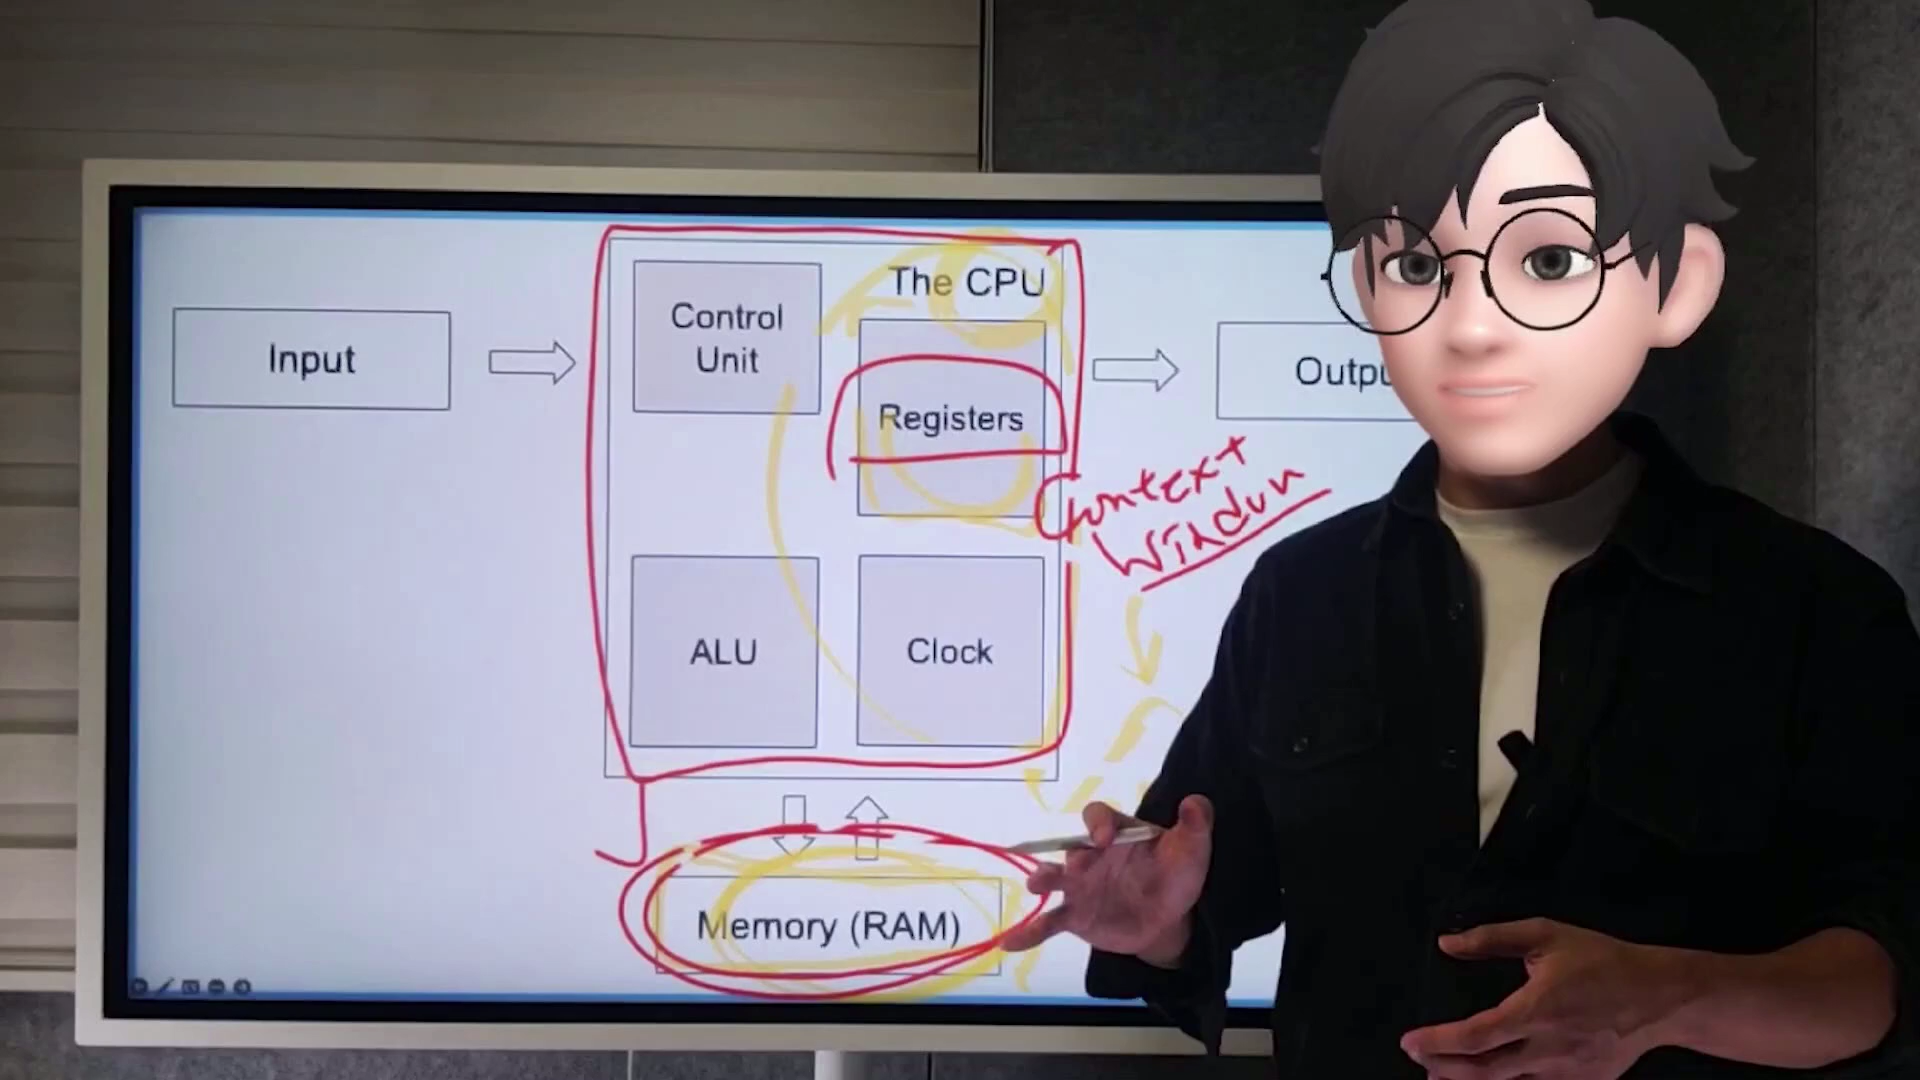 The CPU
Control
Unit
Input
Outpu
Registers
Context
Window
ALU
Clock
Memory (RAM)